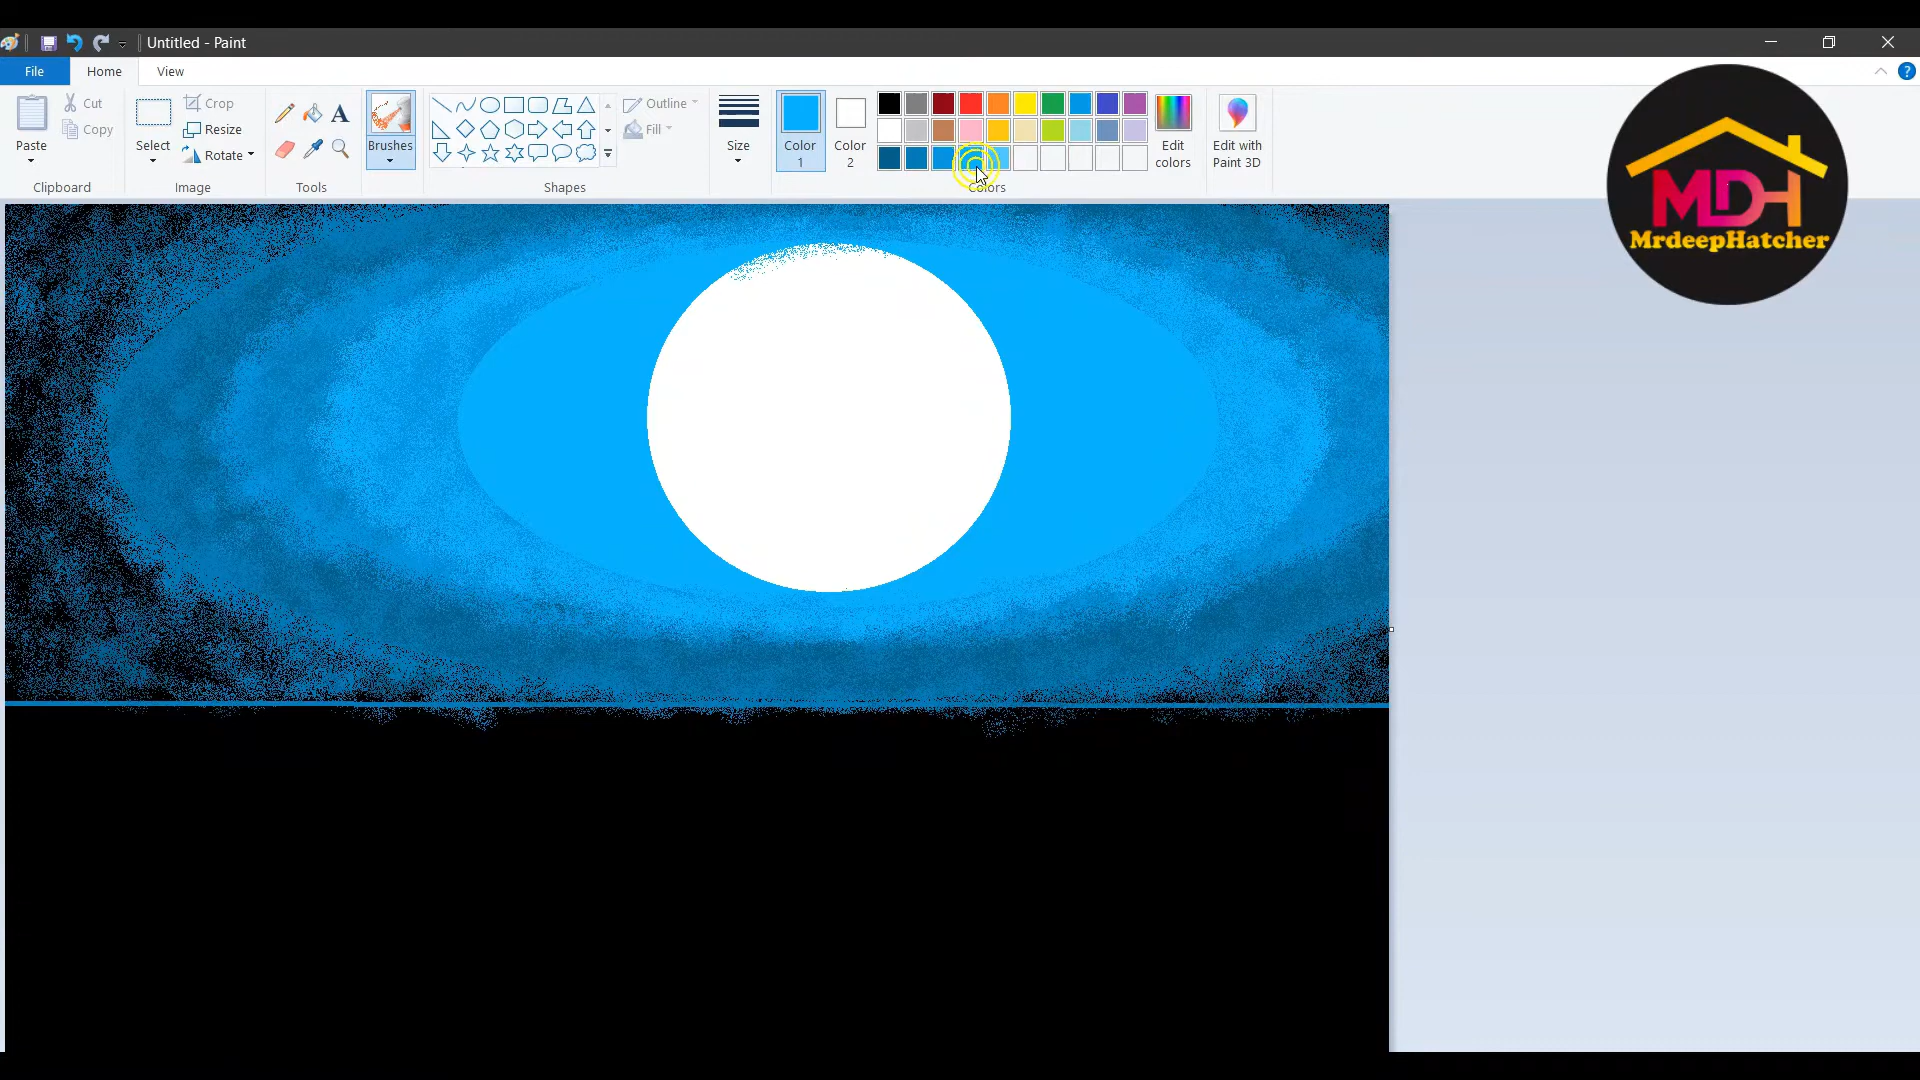 Untitled - Paint
File Home View
?
Paste
Cut
Copy
Clipboard
Select
Crop
Resize
Rotate
Image
A
Tools
Brushes
Shapes
Outline
Fill
Size
Color
1
Color
2
Colors
Edit
colors
Edit with
Paint 3D
MDH
MrdeepHatcher